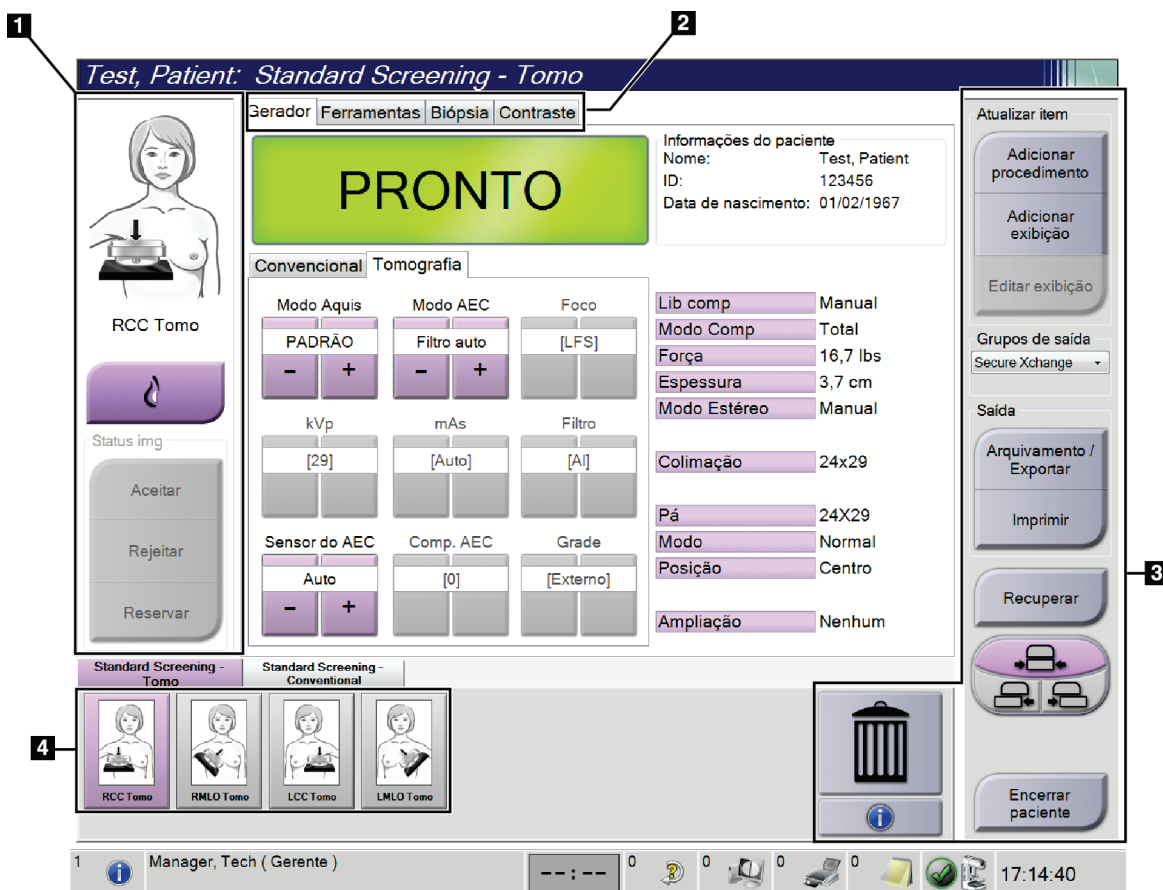 1
2
Test, Patient: Standard Screening - Tomo
Gerador Ferramentas Biópsia Contraste
PRONTO
Informações do paciente
Nome: Test, Patient
ID: 123456
Data de nascimento: 01/02/1967
RCC Tomo
Status img
Aceitar
Rejeitar
Reservar
Convencional Tomografia
Modo Aquis Modo AEC Foco
PADRÃO Filtro auto [LFS]
- + - +
kVp mAs Filtro
[29] [Auto] [Al]
Sensor do AEC Comp. AEC Grade
Auto [0] [Externo]
- +
Lib comp Manual
Modo Comp Total
Força 16,7 lbs
Espessura 3,7 cm
Modo Estéreo Manual
Colimação 24x29
Pá 24X29
Modo Normal
Posição Centro
Ampliação Nenhum
Atualizar item
Adicionar
procedimento
Adicionar
exibição
Editar exibição
Grupos de saída
Secure Xchange
Saída
Arquivamento /
Exportar
Imprimir
Recuperar
Encerrar
paciente
3
Standard Screening -
Tomo
Standard Screening -
Conventional
4
RCC Tomo RMLO Tomo LCC Tomo LMLO Tomo
1 Manager, Tech ( Gerente ) --:-- 0 0 0 0 17:14:40